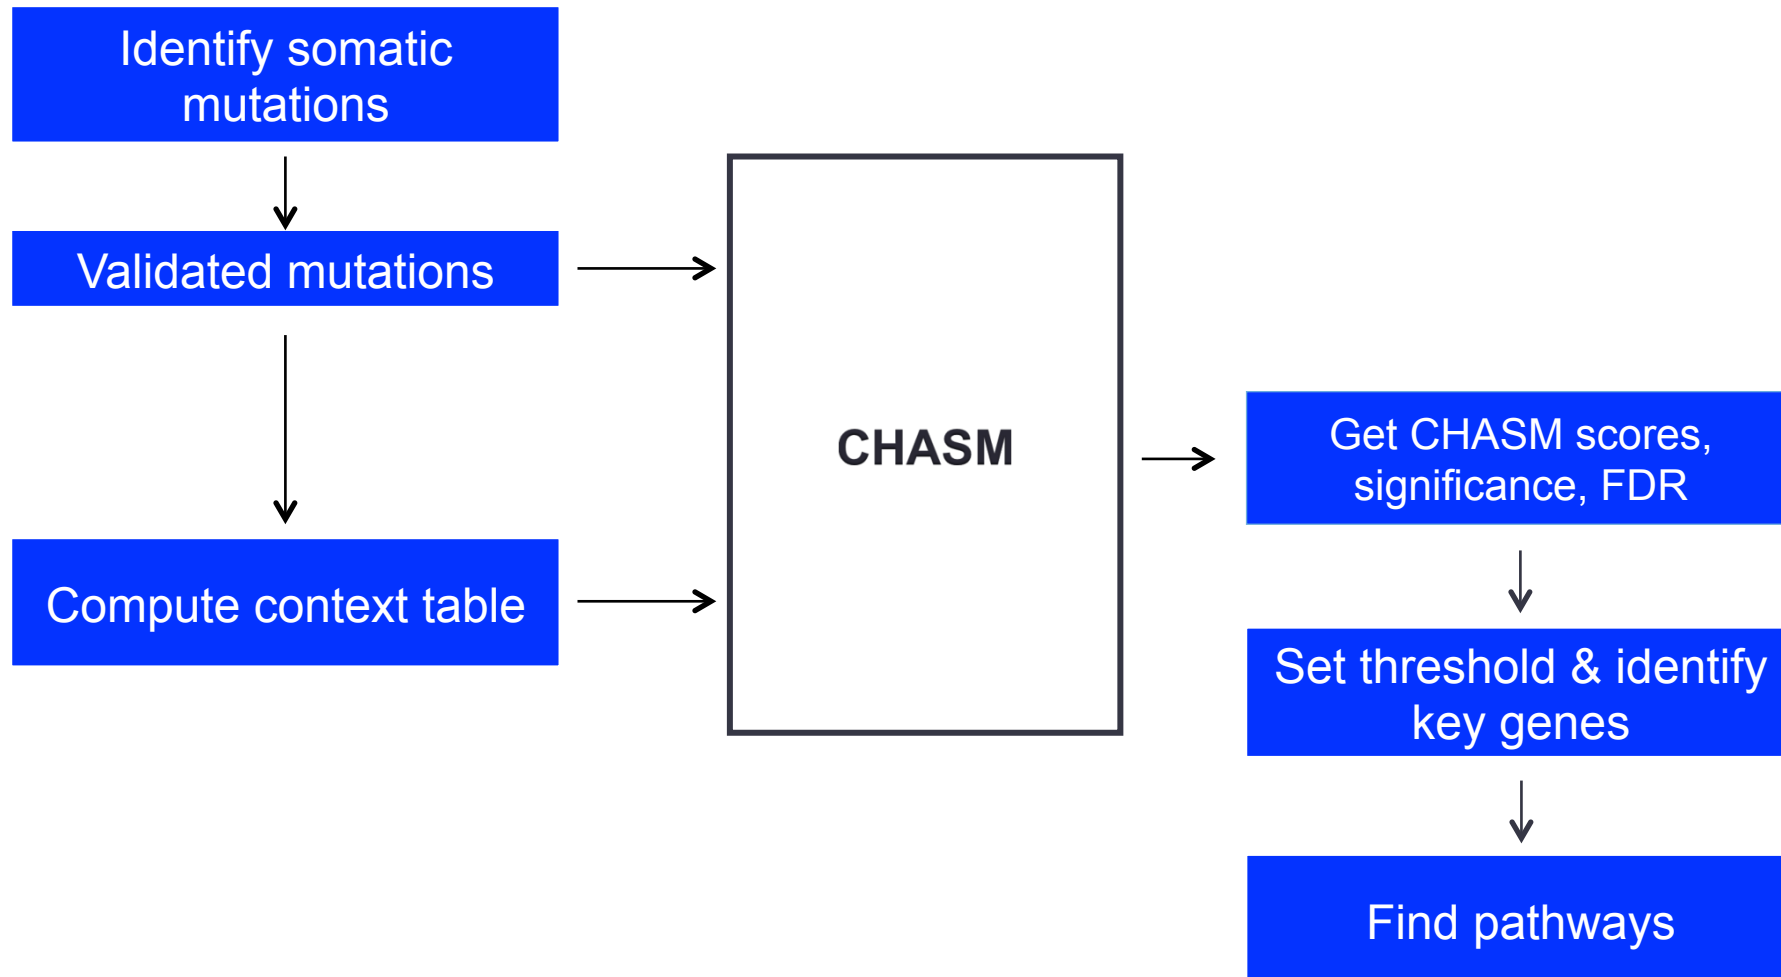 Identify somatic
mutations
Validated mutations
Compute context table
CHASM
Get CHASM scores,
significance, FDR
Set threshold & identify
key genes
Find pathways